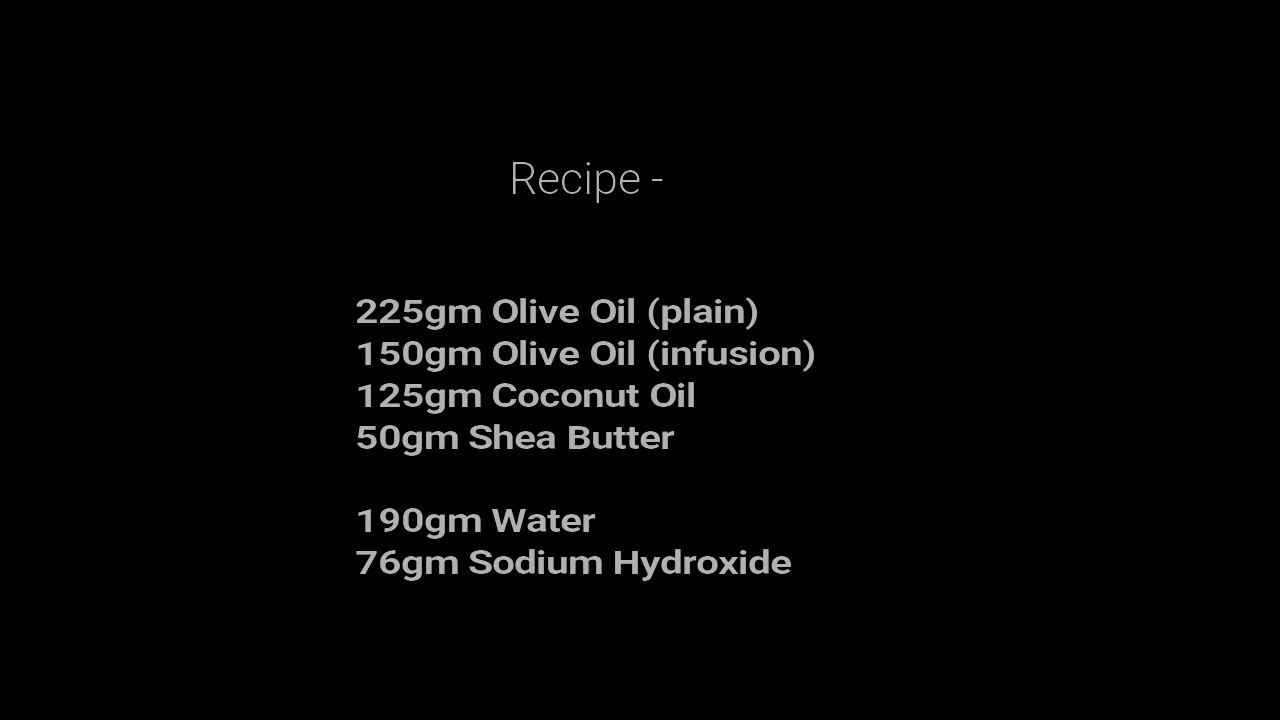 Recipe -
225gm Olive Oil (plain)
150gm Olive Oil (infusion)
125gm Coconut Oil
50gm Shea Butter
190gm Water
76gm Sodium Hydroxide